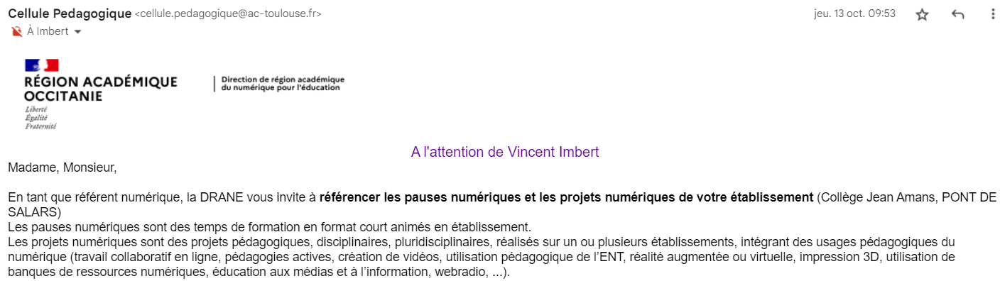 Cellule Pedagogique <cellule.pedagogique@ac-toulouse.fr>
jeu. 13 oct. 09:53
À Imbert
RÉGION ACADÉMIQUE
OCCITANIE
Liberté
Égalité
Fraternité
Direction de région académique
du numérique pour l'éducation
A l'attention de Vincent Imbert
Madame, Monsieur,
En tant que référent numérique, la DRANE vous invite à référencer les pauses numériques et les projets numériques de votre établissement (Collège Jean Amans, PONT DE
SALARS)
Les pauses numériques sont des temps de formation en format court animés en établissement.
Les projets numériques sont des projets pédagogiques, disciplinaires, pluridisciplinaires, réalisés sur un ou plusieurs établissements, intégrant des usages pédagogiques du
numérique (travail collaboratif en ligne, pédagogies actives, création de vidéos, utilisation pédagogique de l’ENT, réalité augmentée ou virtuelle, impression 3D, utilisation de
banques de ressources numériques, éducation aux médias et à l’information, webradio, ...).